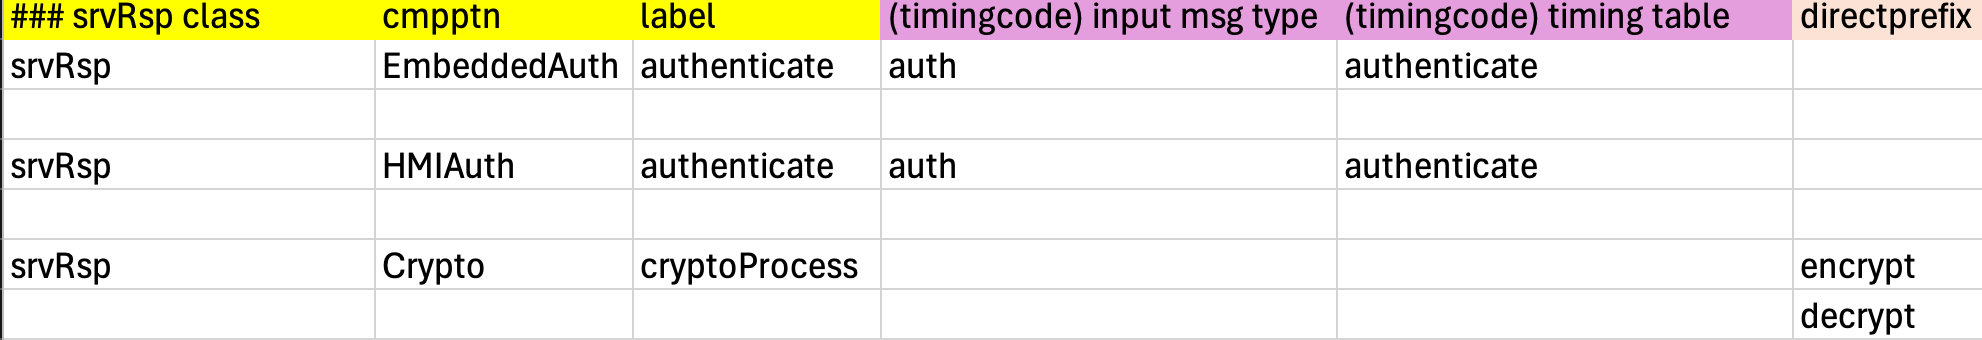 ### srvRsp class cmpptn label (timingcode) input msg type (timingcode) timing table directprefix
srvRsp EmbeddedAuth authenticate auth authenticate
srvRsp HMIAuth authenticate auth authenticate
srvRsp Crypto cryptoProcess encrypt
decrypt